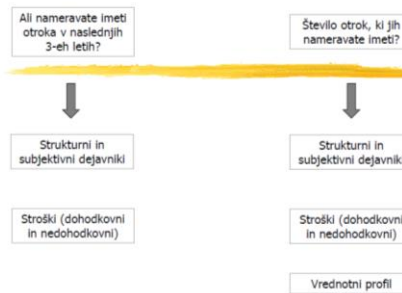 Ali nameravate imeti
otroka v naslednjih
3-eh letih?
Število otrok, ki jih
nameravate imeti?
Strukturni in
subjektivni dejavniki
Strukturni in
subjektivni dejavnik
Stroški (dohodkovni
in nedohodkovni)
Stroški (dohodkovni
in nedohodkovni)
Vrednotni profil